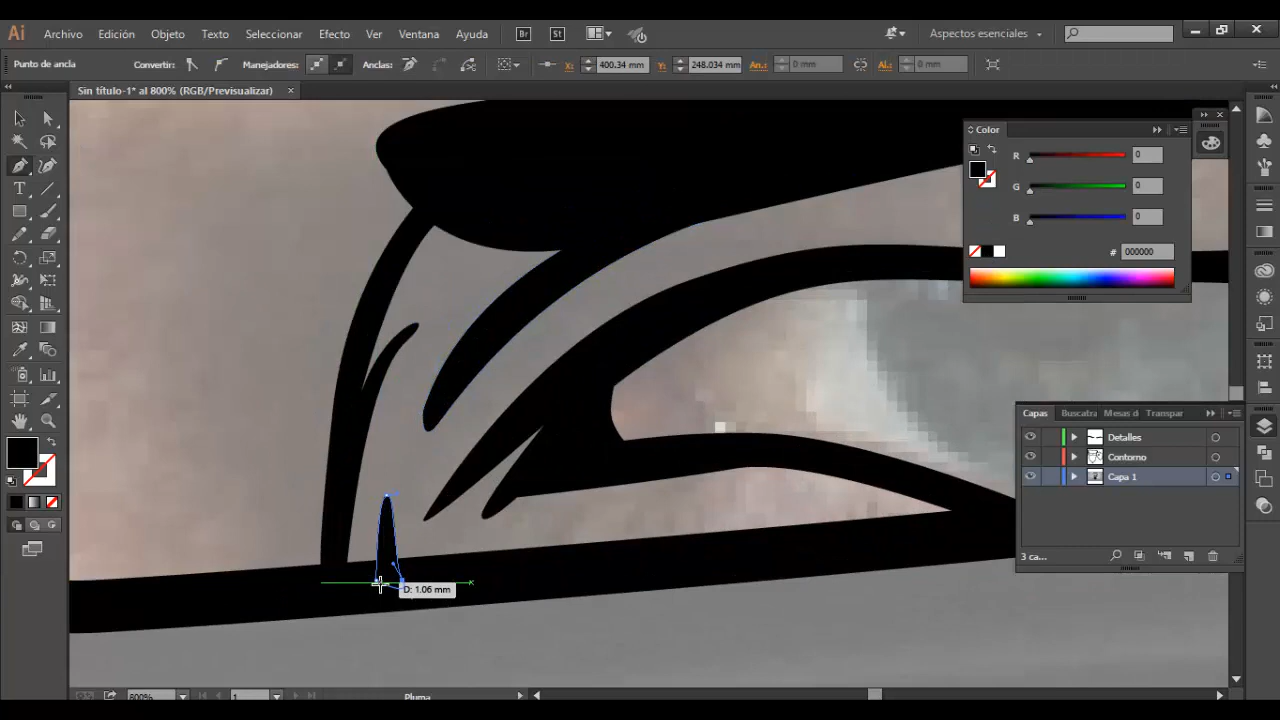 Ai Archivo Edición Objeto Texto Seleccionar Efecto Ver Ventana Ayuda Br St Aspectos esenciales
Punto de ancla Convertir: Manejadores: Anclas: X: 400.34 mm Y: 248.034 mm An.: 0 mm Al.: 0 mm
Sin título-1* al 800% (RGB/Previsualizar) ×
Color
R 0
G 0
B 0
# 000000
D: 1.06 mm
Capas Buscatra Mesas d Transpar
Detalles
Contorno
Capa 1
3 ca...
800% 1 Pluma